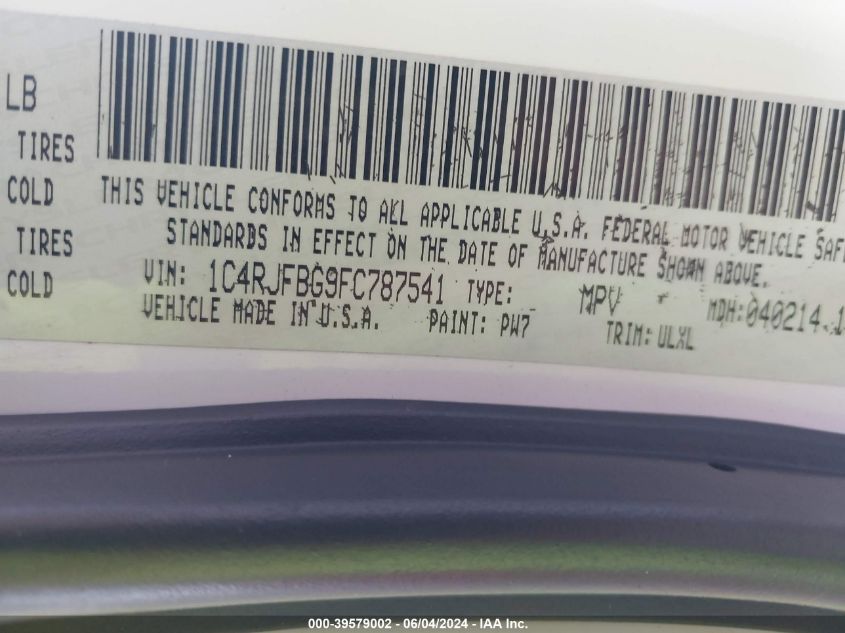 LB
TIRES
COLD
TIRES
COLD
THIS VEHICLE CONFORMS TO ALL APPLICABLE U.S.A. FEDERAL MOTOR VEHICLE SAF
STANDARDS IN EFFECT ON THE DATE OF MANUFACTURE SHOWN ABOVE.
VIN: 1C4RJFBG9FC787541 TYPE: MPV MDH:040214.1
VEHICLE MADE IN U.S.A. PAINT: PW7 TRIM: ULXL
000-39579002 - 06/04/2024 - IAA Inc.